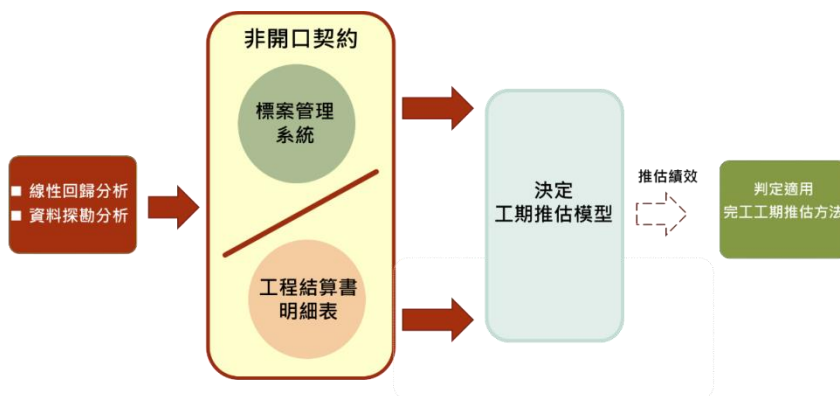 非開口契約
標案管理
系統
線性回歸分析
資料探勘分析
工程結算書
明細表
決定
工期推估模型
推估績效
判定適用
完工工期推估方法